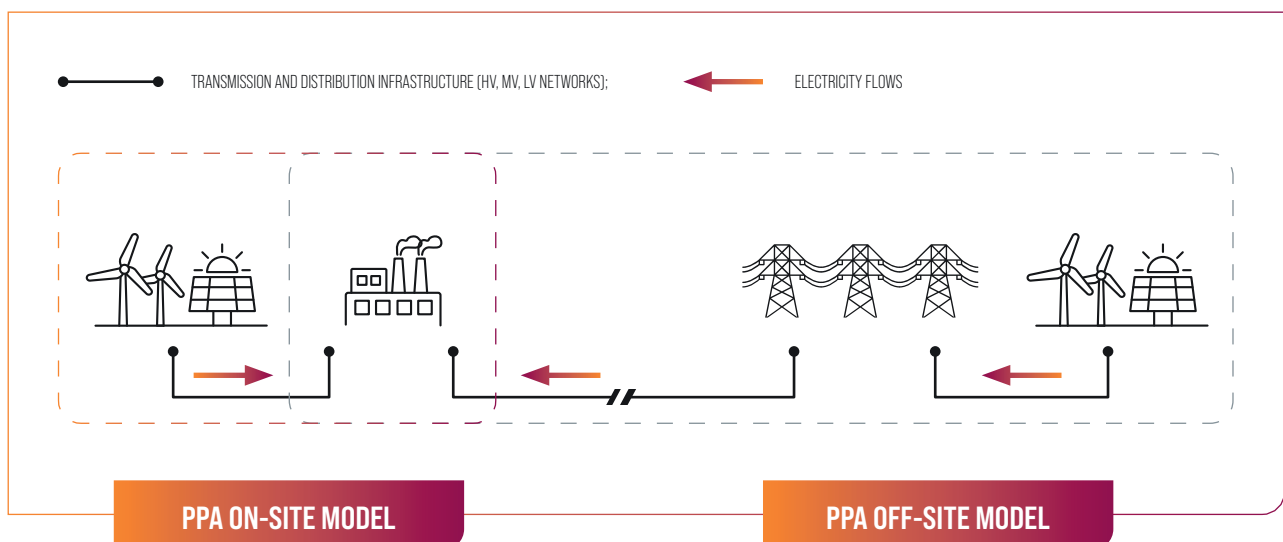 TRANSMISSION AND DISTRIBUTION INFRASTRUCTURE (HV, MV, LV NETWORKS);
ELECTRICITY FLOWS
PPA ON-SITE MODEL
PPA OFF-SITE MODEL